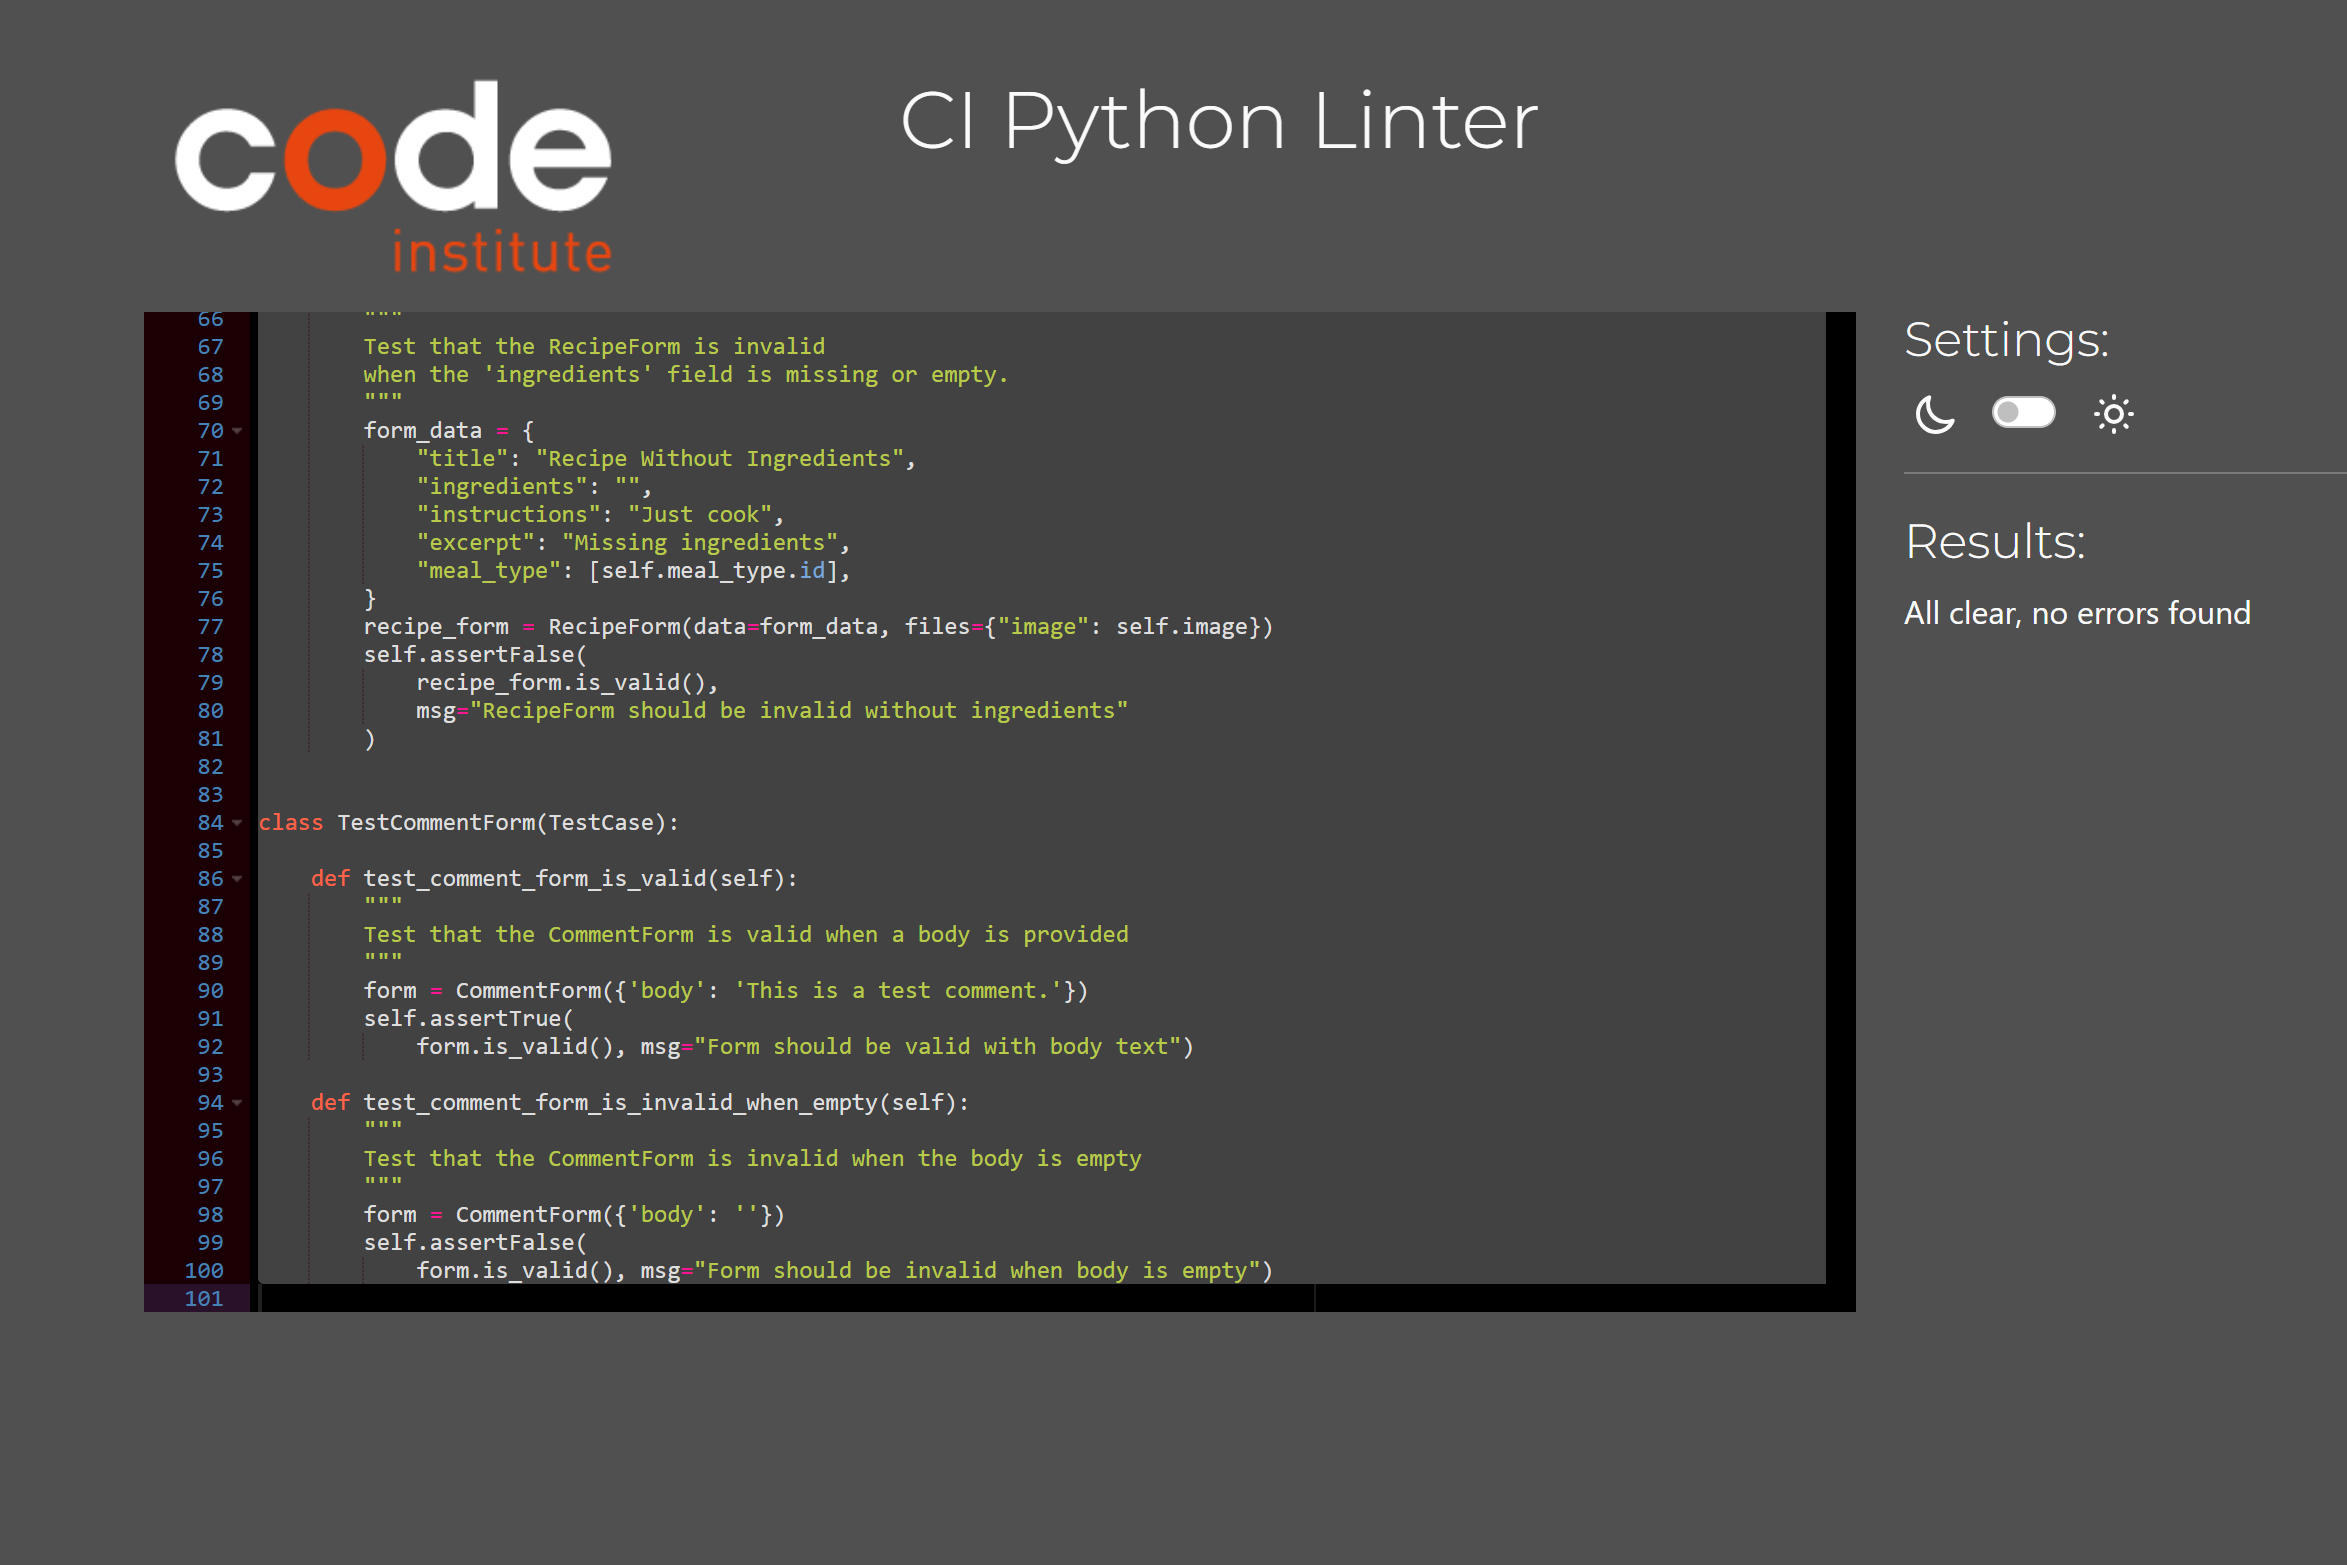 code
institute
CI Python Linter
66 """
67 Test that the RecipeForm is invalid
68 when the 'ingredients' field is missing or empty.
69 """
70 form_data = {
71 "title": "Recipe Without Ingredients",
72 "ingredients": "",
73 "instructions": "Just cook",
74 "excerpt": "Missing ingredients",
75 "meal_type": [self.meal_type.id],
76 }
77 recipe_form = RecipeForm(data=form_data, files={"image": self.image})
78 self.assertFalse(
79 recipe_form.is_valid(),
80 msg="RecipeForm should be invalid without ingredients"
81 )
82
83
84 class TestCommentForm(TestCase):
85
86 def test_comment_form_is_valid(self):
87 """
88 Test that the CommentForm is valid when a body is provided
89 """
90 form = CommentForm({'body': 'This is a test comment.'})
91 self.assertTrue(
92 form.is_valid(), msg="Form should be valid with body text")
93
94 def test_comment_form_is_invalid_when_empty(self):
95 """
96 Test that the CommentForm is invalid when the body is empty
97 """
98 form = CommentForm({'body': ''})
99 self.assertFalse(
100 form.is_valid(), msg="Form should be invalid when body is empty")
101
Settings:
Results:
All clear, no errors found